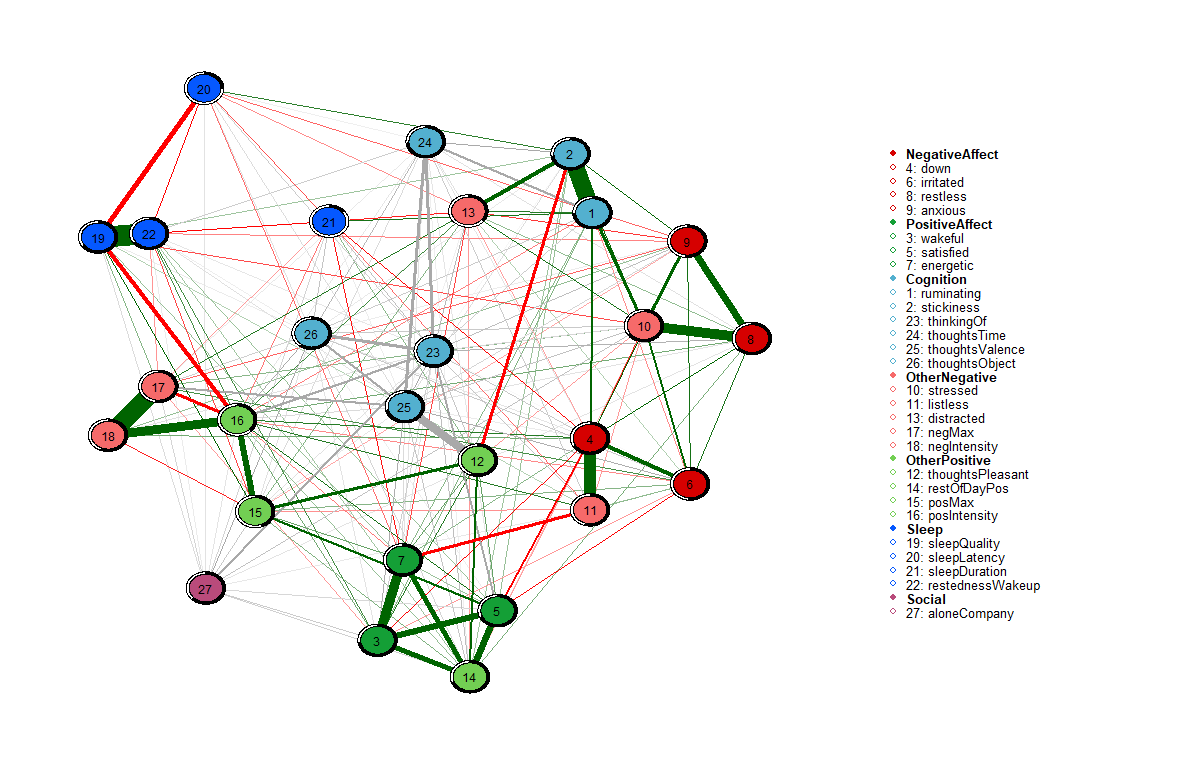 20
24
2
13
1
21
22
19
9
10
8
26
23
17
25
16
18
4
12
6
15
11
7
27
5
3
14
NegativeAffect
4: down
6: irritated
8: restless
9: anxious
PositiveAffect
3: wakeful
5: satisfied
7: energetic
Cognition
1: ruminating
2: stickiness
23: thinkingOf
24: thoughtsTime
25: thoughtsValence
26: thoughtsObject
OtherNegative
10: stressed
11: listless
13: distracted
17: negMax
18: negIntensity
OtherPositive
12: thoughtsPleasant
14: restOfDayPos
15: posMax
16: posIntensity
Sleep
19: sleepQuality
20: sleepLatency
21: sleepDuration
22: restednessWakeup
Social
27: aloneCompany